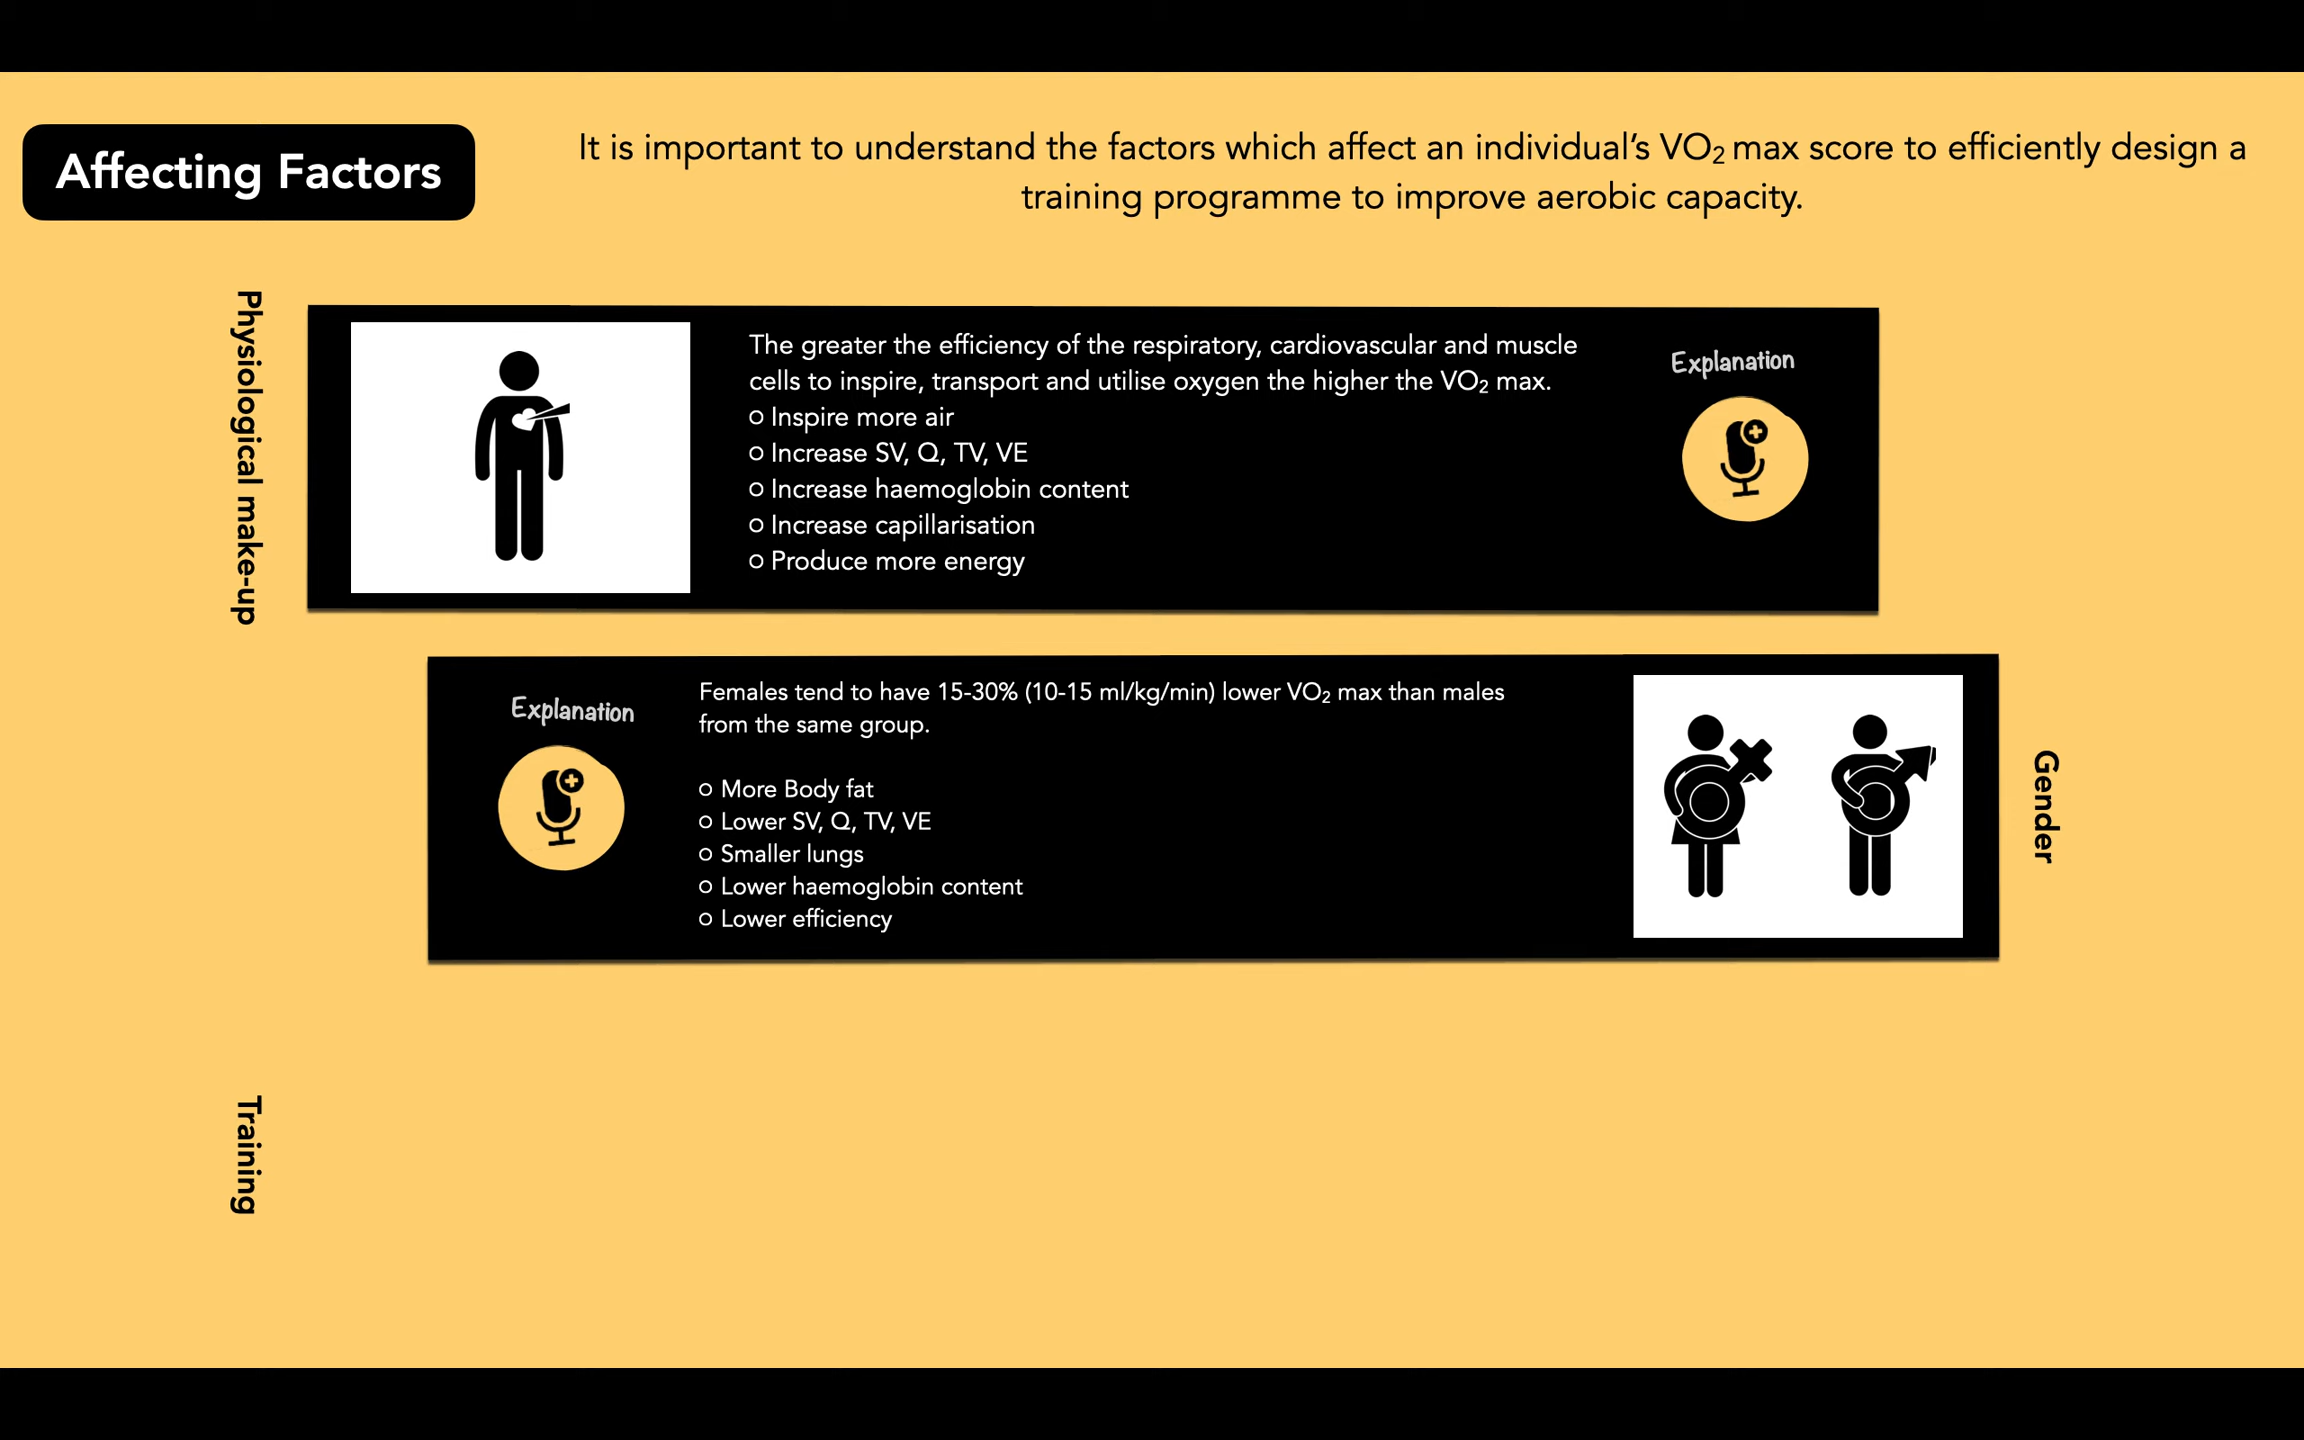 Affecting Factors
It is important to understand the factors which affect an individual's VO₂ max score to efficiently design a
training programme to improve aerobic capacity.
Physiological make-up
The greater the efficiency of the respiratory, cardiovascular and muscle
cells to inspire, transport and utilise oxygen the higher the VO₂ max.
○ Inspire more air
○ Increase SV, Q, TV, VE
○ Increase haemoglobin content
○ Increase capillarisation
○ Produce more energy
Explanation
Explanation
Females tend to have 15-30% (10-15 ml/kg/min) lower VO₂ max than males
from the same group.
○ More Body fat
○ Lower SV, Q, TV, VE
○ Smaller lungs
○ Lower haemoglobin content
○ Lower efficiency
Gender
Training